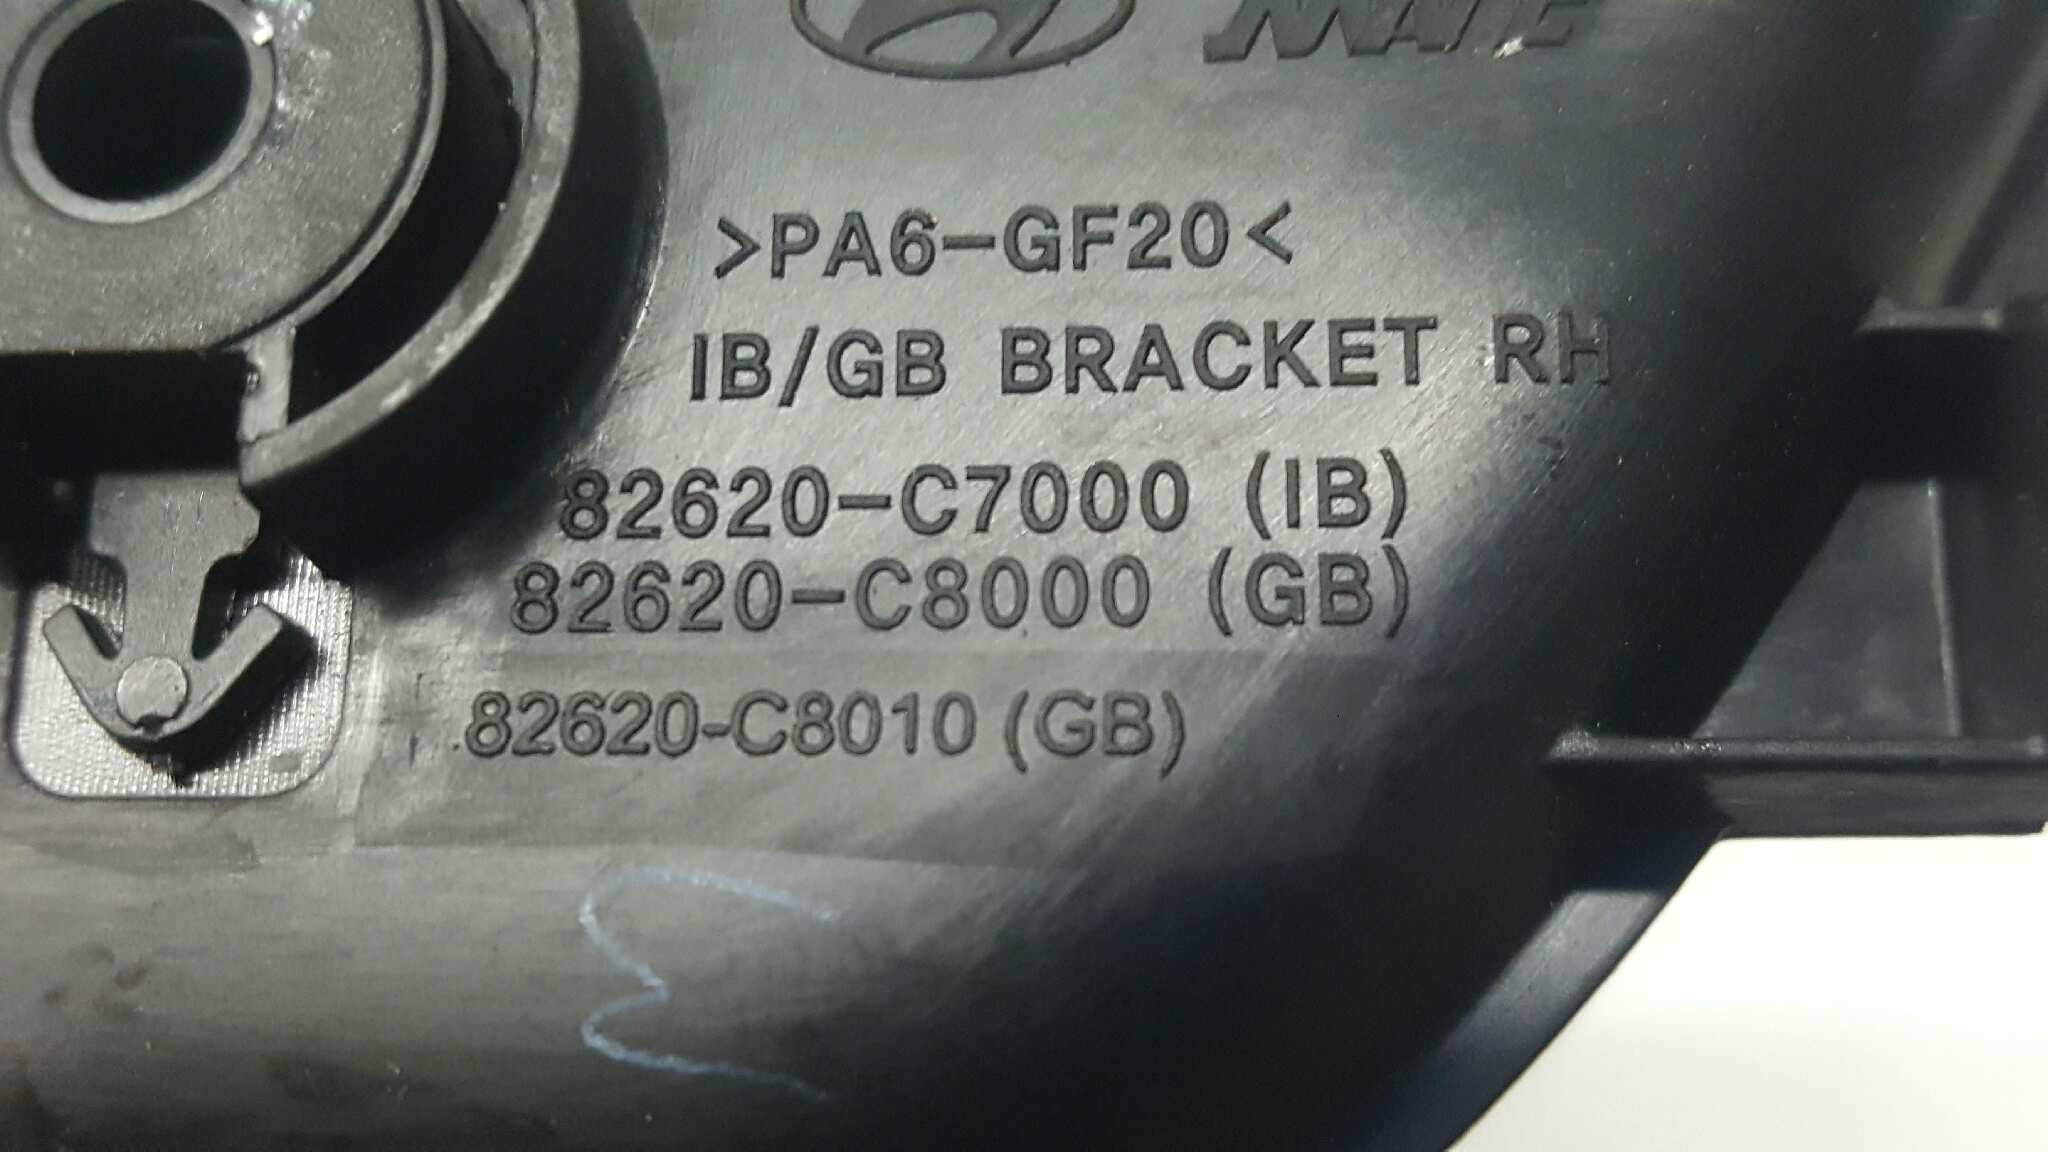 >PA6-GF20<
IB/GB BRACKET RH
82620-C7000 (IB)
82620-C8000 (GB)
82620-C8010 (GB)